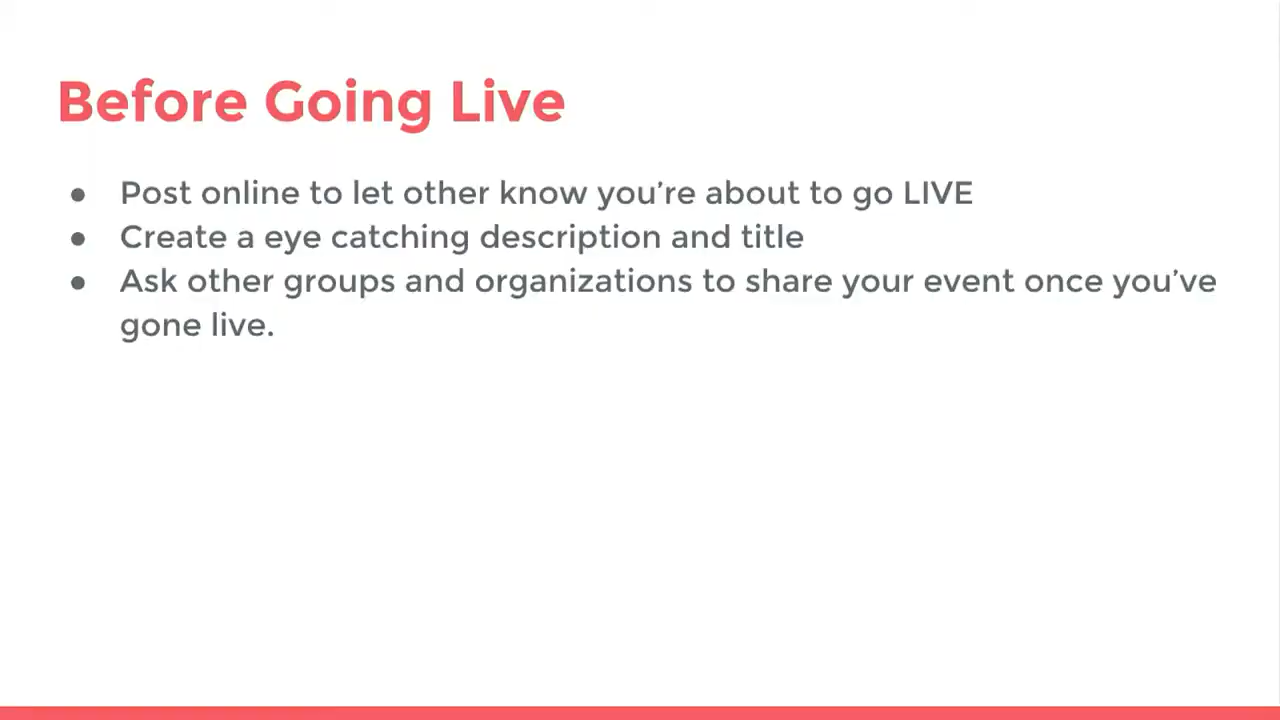 Before Going Live
● Post online to let other know you're about to go LIVE
● Create a eye catching description and title
● Ask other groups and organizations to share your event once you've
gone live.